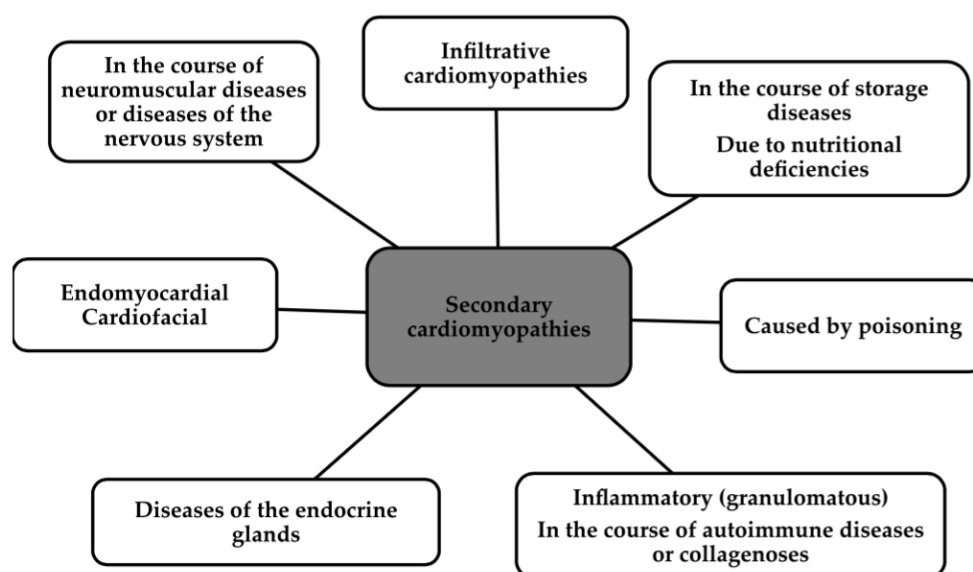 Infiltrative
cardiomyopathies
In the course of
neuromuscular diseases
or diseases of the
nervous system
In the course of storage
diseases
Due to nutritional
deficiencies
Endomyocardial
Cardiofacial
Secondary
cardiomyopathies
Caused by poisoning
Diseases of the endocrine
glands
Inflammatory (granulomatous)
In the course of autoimmune diseases
or collagenoses